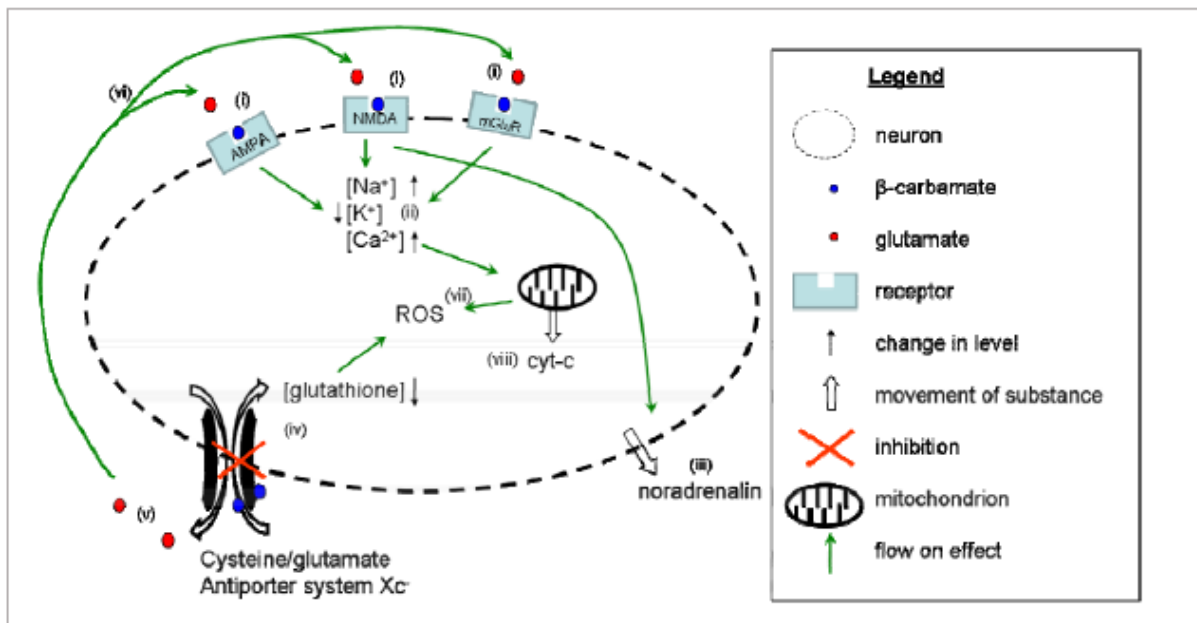 (vi)
(i)
(i)
(i)
AMPA
NMDA
mGluR
[Na⁺] ↑
↓[K⁺] (ii)
[Ca²⁺]↑
ROS
(vii)
(viii) cyt-c
[glutathione]↓
(iv)
(iii)
noradrenalin
(v)
Cysteine/glutamate
Antiporter system Xc⁻
Legend
neuron
β-carbamate
glutamate
receptor
change in level
movement of substance
inhibition
mitochondrion
flow on effect